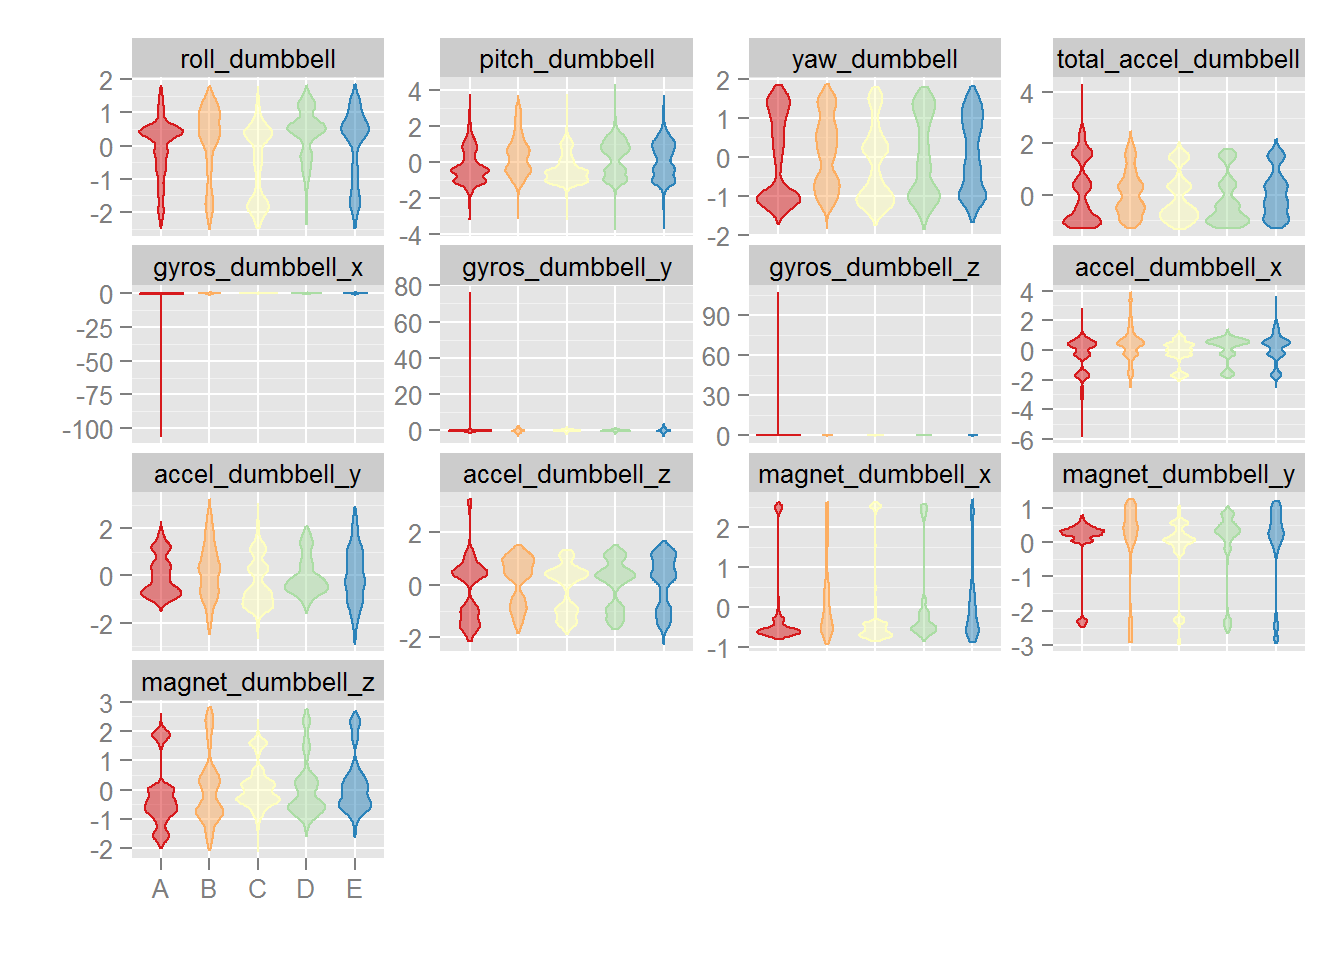 roll_dumbbell pitch_dumbbell yaw_dumbbell total_accel_dumbbell
2 1 0 -1 -2
4 2 0 -2 -4
2 1 0 -1 -2
4 2 0
gyros_dumbbell_x gyros_dumbbell_y gyros_dumbbell_z accel_dumbbell_x
0 -25 -50 -75 -100
80 60 40 20 0
90 60 30 0
4 2 0 -2 -4 -6
accel_dumbbell_y accel_dumbbell_z magnet_dumbbell_x magnet_dumbbell_y
2 0 -2
2 0 -2
2 1 0 -1
1 0 -1 -2 -3
magnet_dumbbell_z
3 2 1 0 -1 -2
A B C D E